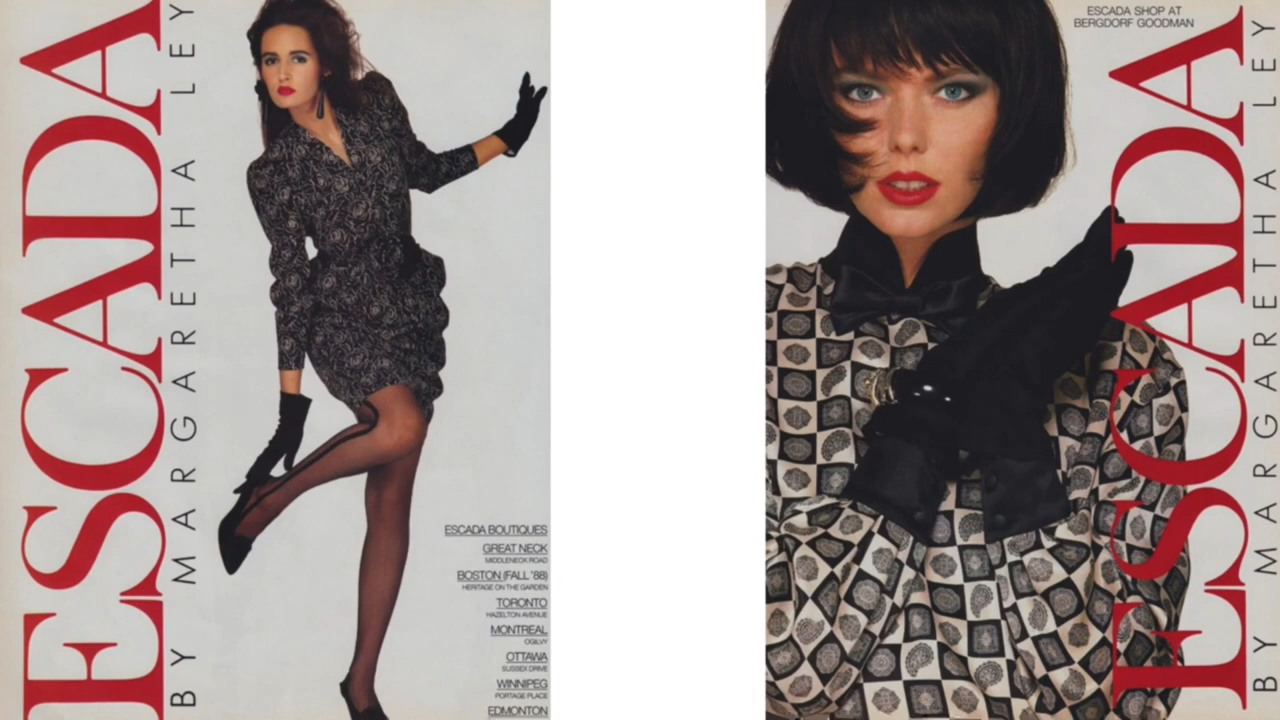 ESCADA
BY MARGARETHA LEY
ESCADA BOUTIQUES
GREAT NECK
MIDDLENECK ROAD
BOSTON (FALL '88)
HERITAGE ON THE GARDEN
TORONTO
HAZELTON AVENUE
MONTREAL
OGILVY
OTTAWA
SUSSEX DRIVE
WINNIPEG
PORTAGE PLACE
EDMONTON
ESCADA SHOP AT
BERGDORF GOODMAN
ESCADA
BY MARGARETHA LEY